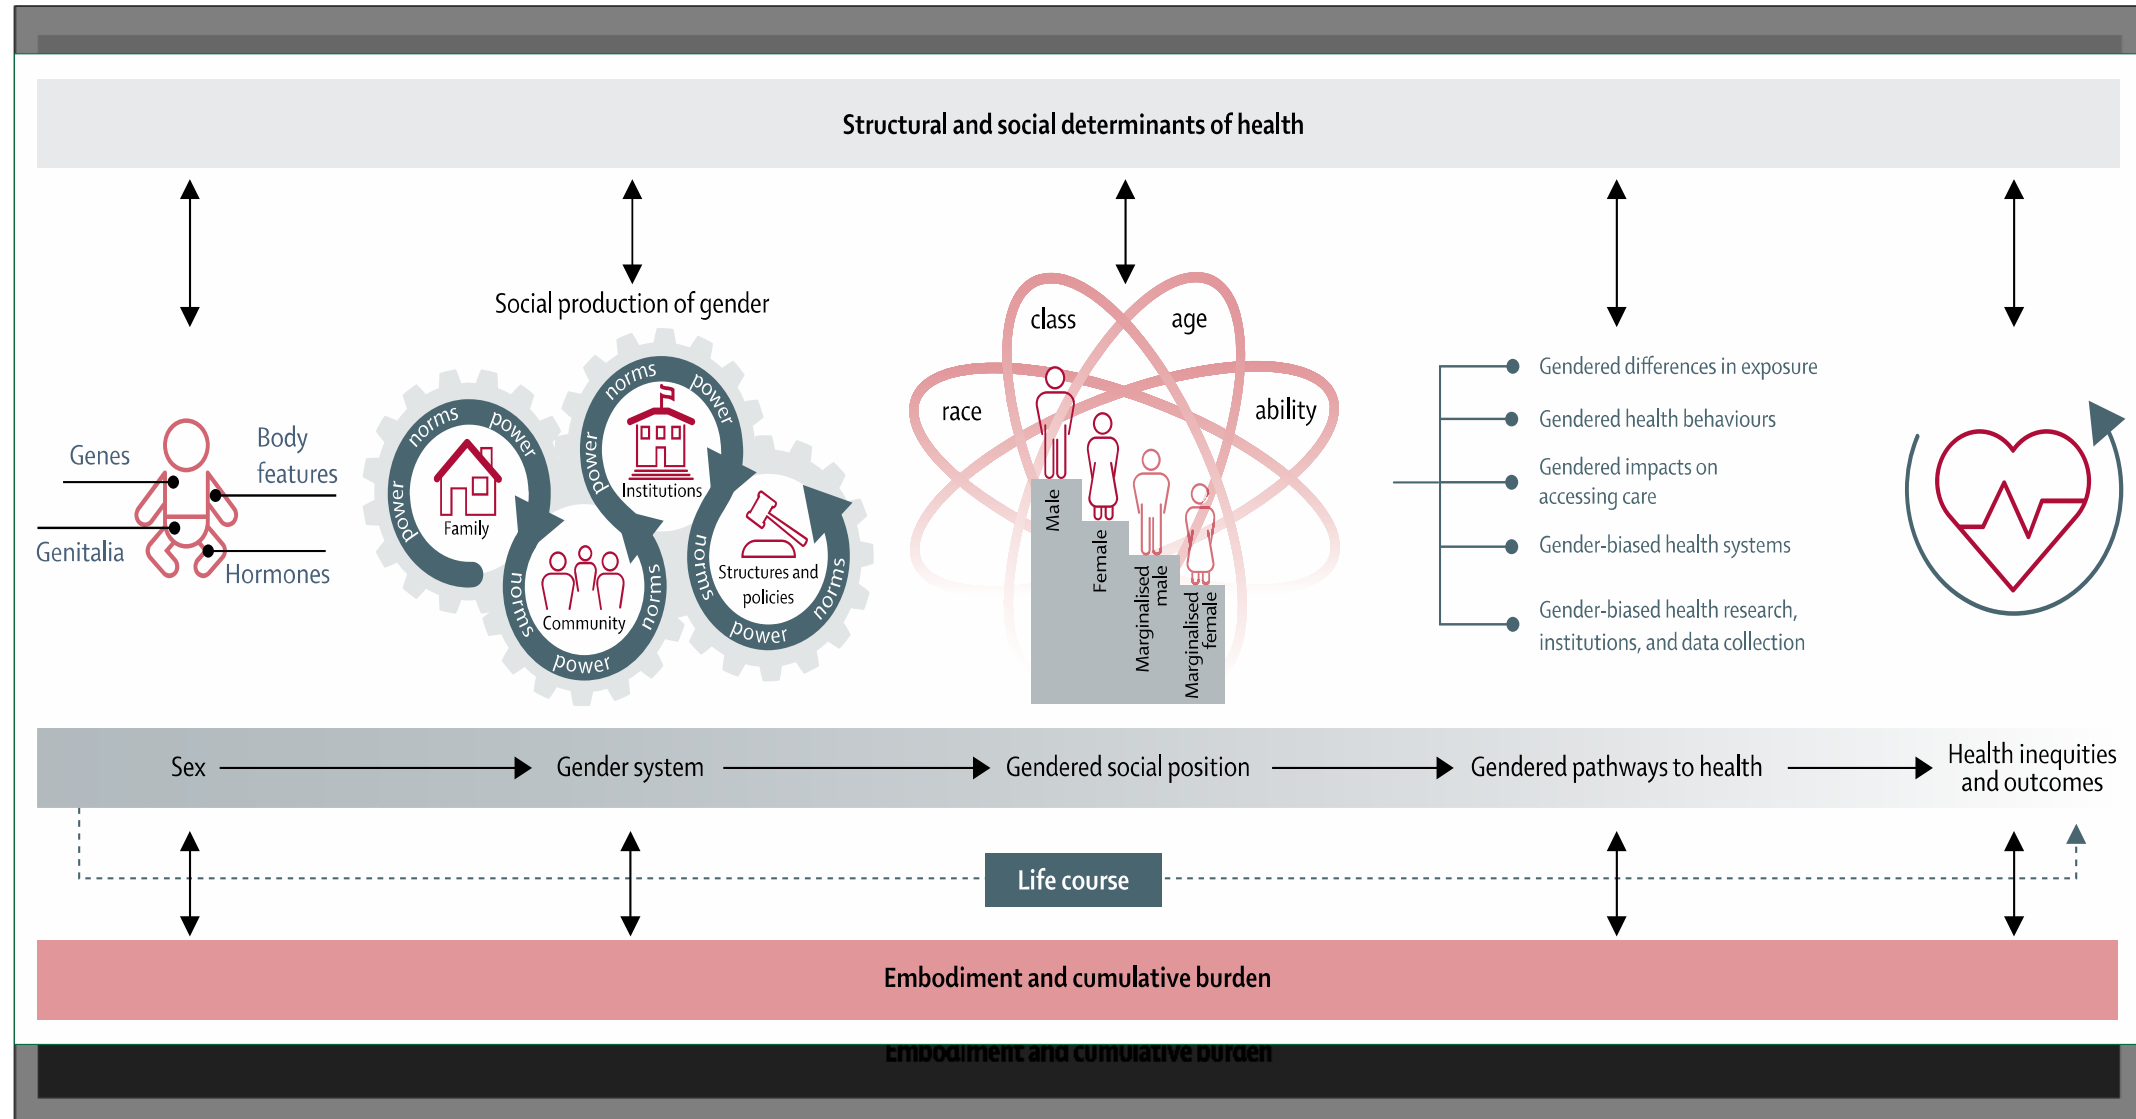 Structural and social determinants of health
Genes
Body
features
Genitalia
Hormones
Social production of gender
norms
power
power
Family
norms
power
norms
Community
norms
power
power
Institutions
norms
power
norms
Structures and
policies
class
age
race
ability
Male
Female
Marginalised
male
Marginalised
female
Gendered differences in exposure
Gendered health behaviours
Gendered impacts on
accessing care
Gender-biased health systems
Gender-biased health research,
institutions, and data collection
Sex
Gender system
Gendered social position
Gendered pathways to health
Health inequities
and outcomes
Life course
Embodiment and cumulative burden
Embodiment and cumulative burden